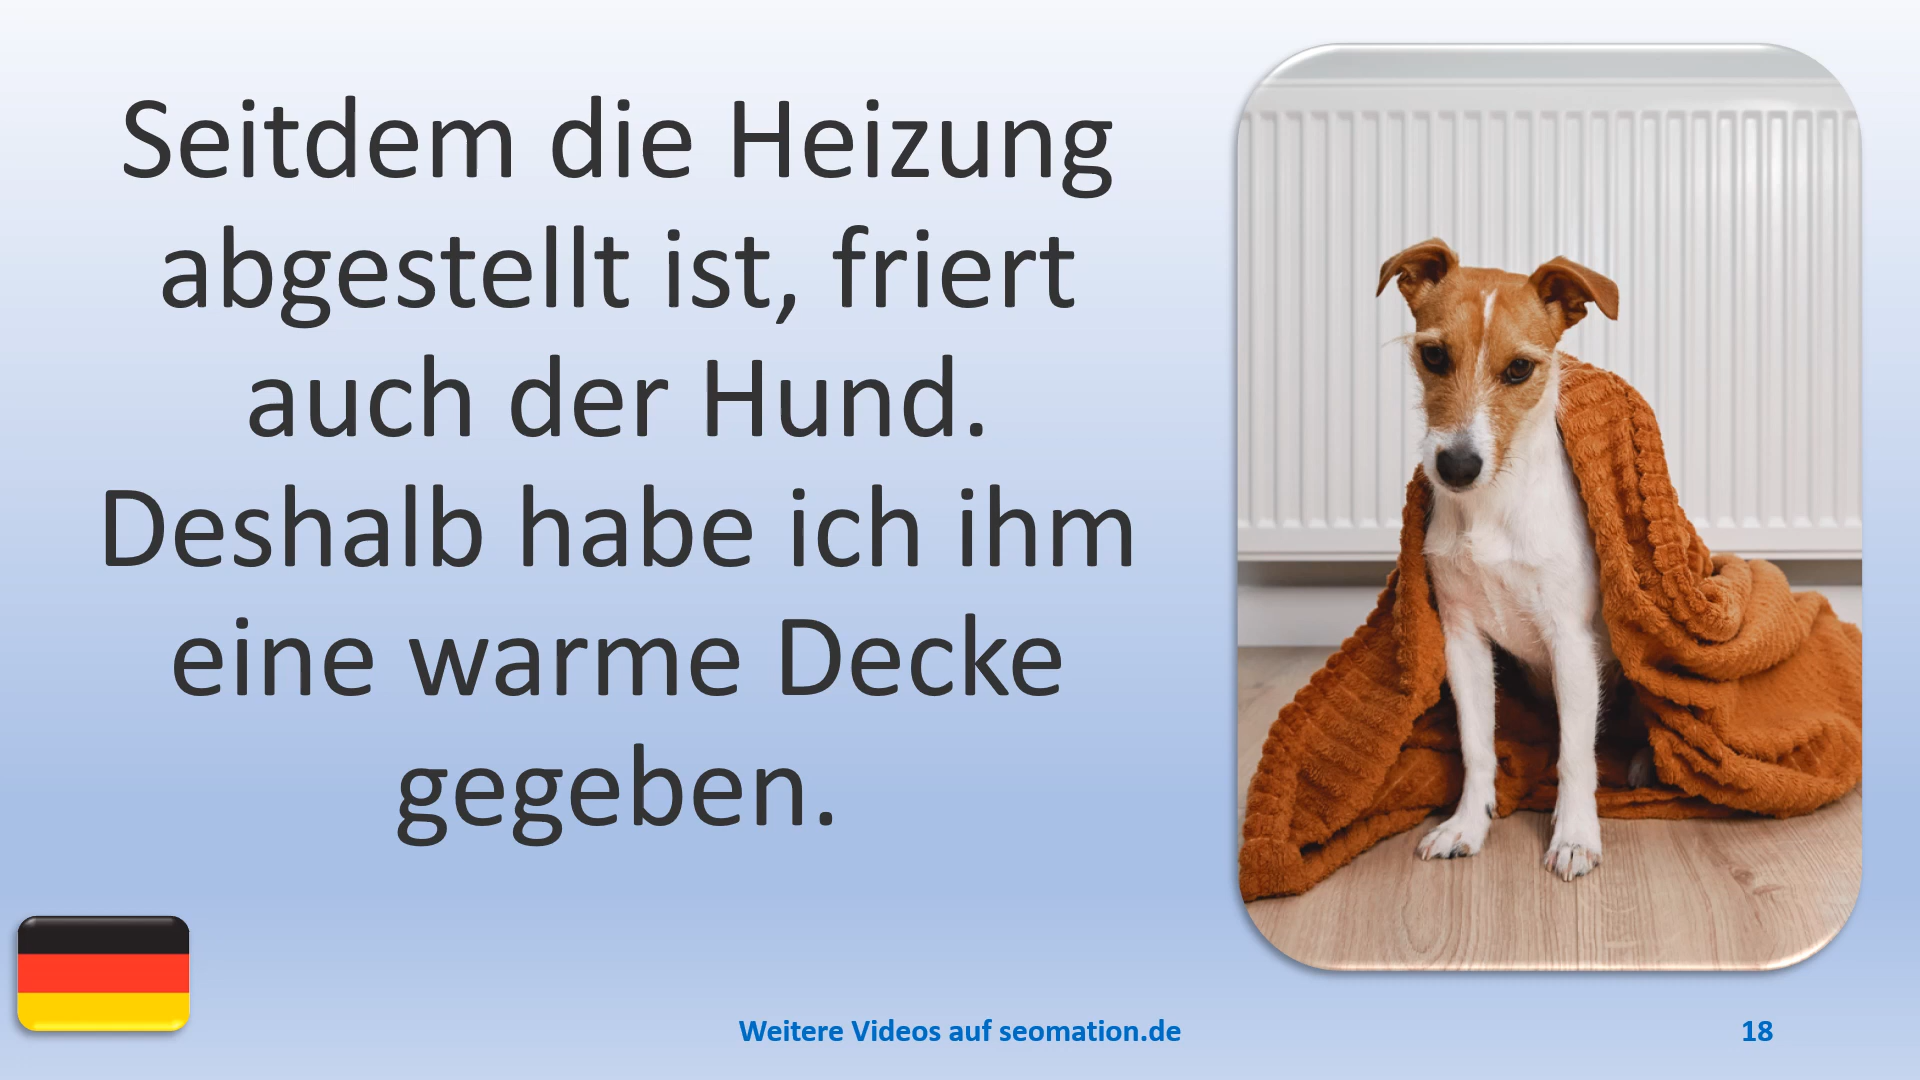 Seitdem die Heizung
abgestellt ist, friert
auch der Hund.
Deshalb habe ich ihm
eine warme Decke
gegeben.
Weitere Videos auf seomation.de
18